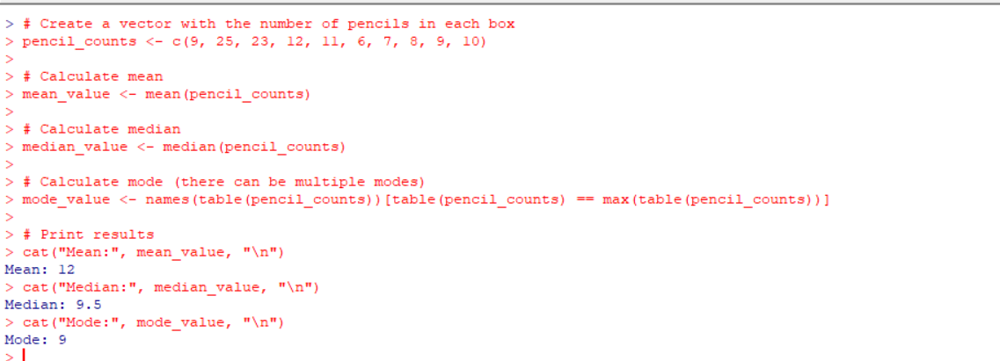 > # Create a vector with the number of pencils in each box
> pencil_counts <- c(9, 25, 23, 12, 11, 6, 7, 8, 9, 10)
>
> # Calculate mean
> mean_value <- mean(pencil_counts)
>
> # Calculate median
> median_value <- median(pencil_counts)
>
> # Calculate mode (there can be multiple modes)
> mode_value <- names(table(pencil_counts))[table(pencil_counts) == max(table(pencil_counts))]
>
> # Print results
> cat("Mean:", mean_value, "\n")
Mean: 12
> cat("Median:", median_value, "\n")
Median: 9.5
> cat("Mode:", mode_value, "\n")
Mode: 9
>